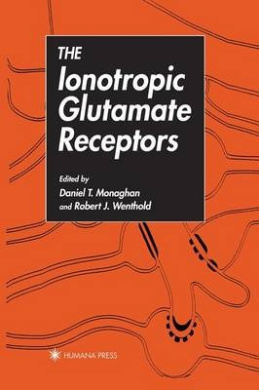 THE
Ionotropic
Glutamate
Receptors
Edited by
Daniel T. Monaghan
and Robert J. Wenthold
HUMANA PRESS